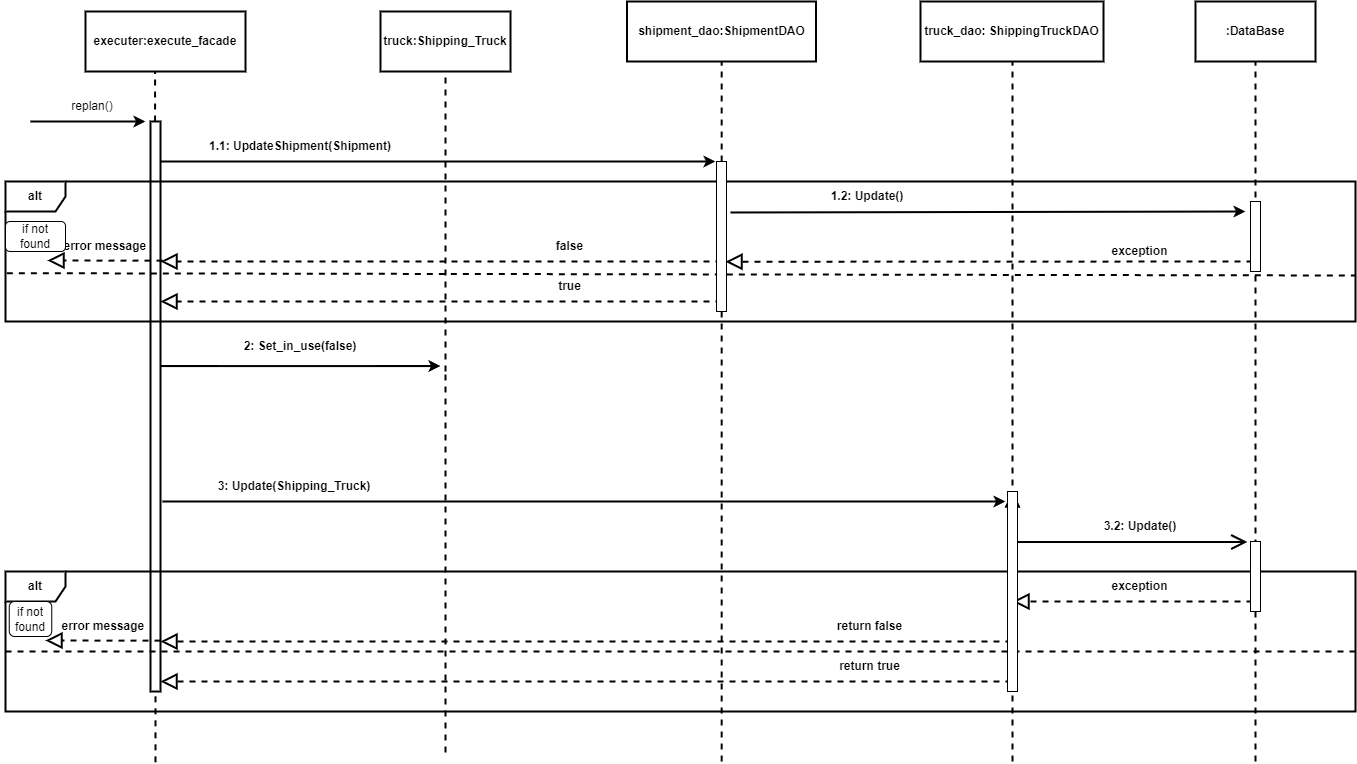 executer:execute_facade
truck:Shipping_Truck
shipment_dao:ShipmentDAO
truck_dao: ShippingTruckDAO
:DataBase
replan()
1.1: UpdateShipment(Shipment)
alt
1.2: Update()
if not
found
error message
false
exception
true
2: Set_in_use(false)
3: Update(Shipping_Truck)
3.2: Update()
alt
exception
if not
found
error message
return false
return true